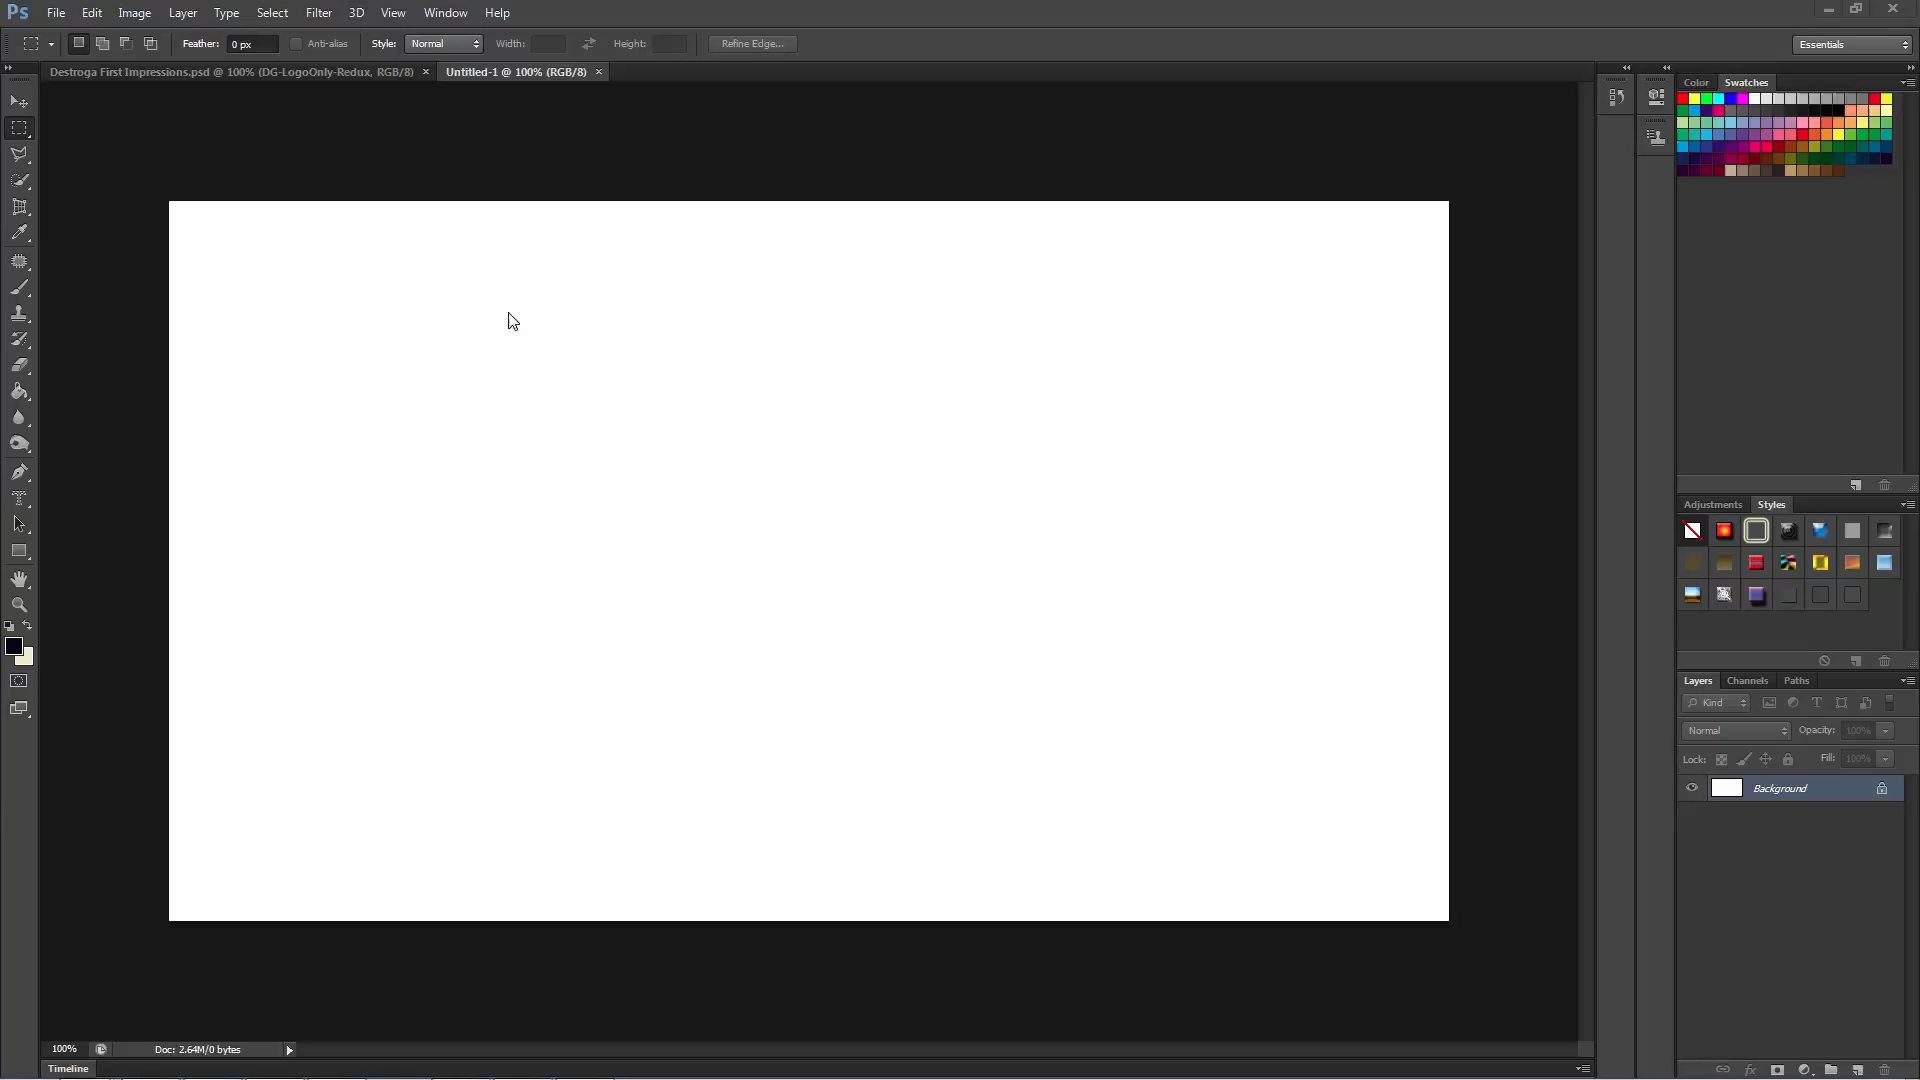 Ps File Edit Image Layer Type Select Filter 3D View Window Help
Feather: 0 px Anti-alias Style: Normal Width: Height: Refine Edge... Essentials
Destroga First Impressions.psd @ 100% (DG-LogoOnly-Redux, RGB/8) × Untitled-1 @ 100% (RGB/8) ×
Color Swatches
Adjustments Styles
Layers Channels Paths
Kind
Normal Opacity: 100%
Lock: Fill: 100%
Background
100% Doc: 2.64M/0 bytes
Timeline